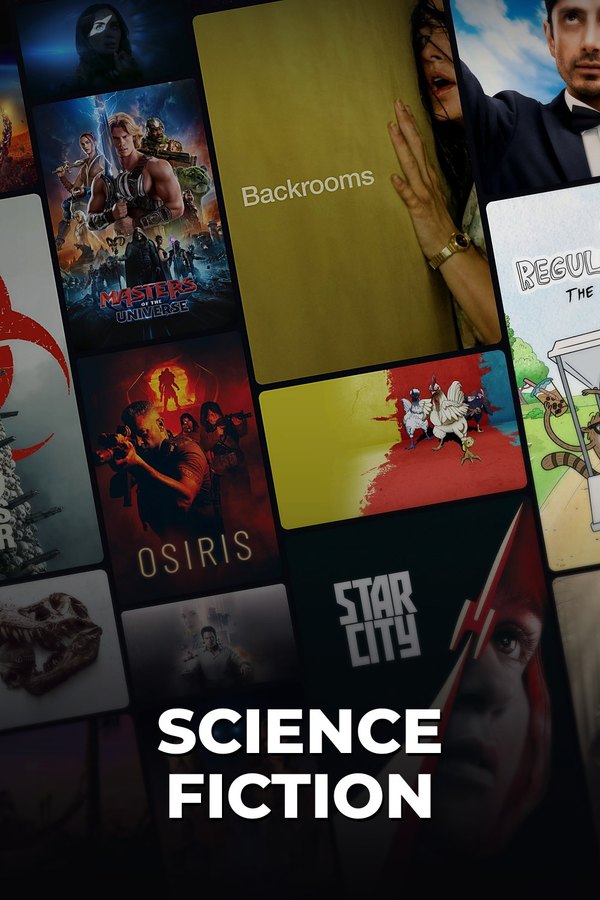 Backrooms
REGUL
THE
MASTERS
OF THE
UNIVERSE
S
R
OSIRIS
STAR
CITY
SCIENCE
FICTION